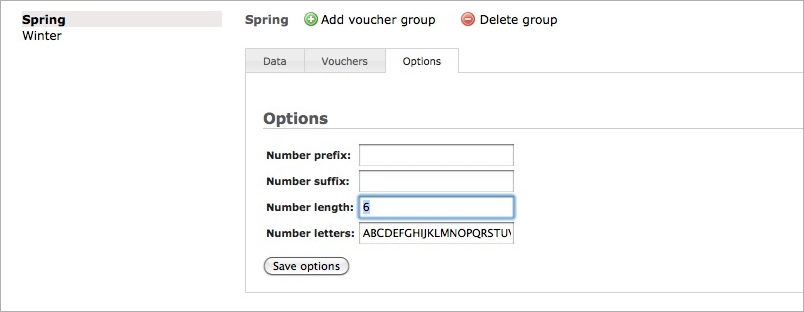 Spring
Winter
Spring Add voucher group Delete group
Data Vouchers Options
Options
Number prefix:
Number suffix:
Number length: 6
Number letters: ABCDEFGHIJKLMNOPQRSTU
Save options